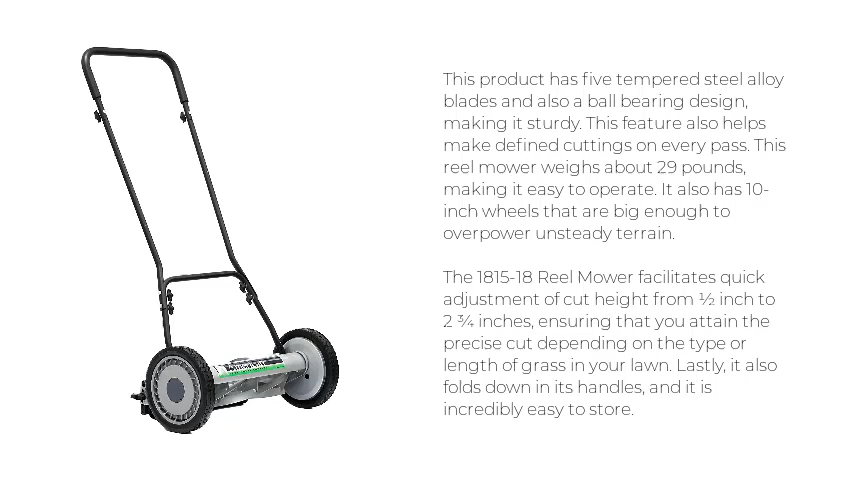 This product has five tempered steel alloy
blades and also a ball bearing design,
making it sturdy. This feature also helps
make defined cuttings on every pass. This
reel mower weighs about 29 pounds,
making it easy to operate. It also has 10-
inch wheels that are big enough to
overpower unsteady terrain.
The 1815-18 Reel Mower facilitates quick
adjustment of cut height from ½ inch to
2 ¾ inches, ensuring that you attain the
precise cut depending on the type or
length of grass in your lawn. Lastly, it also
folds down in its handles, and it is
incredibly easy to store.